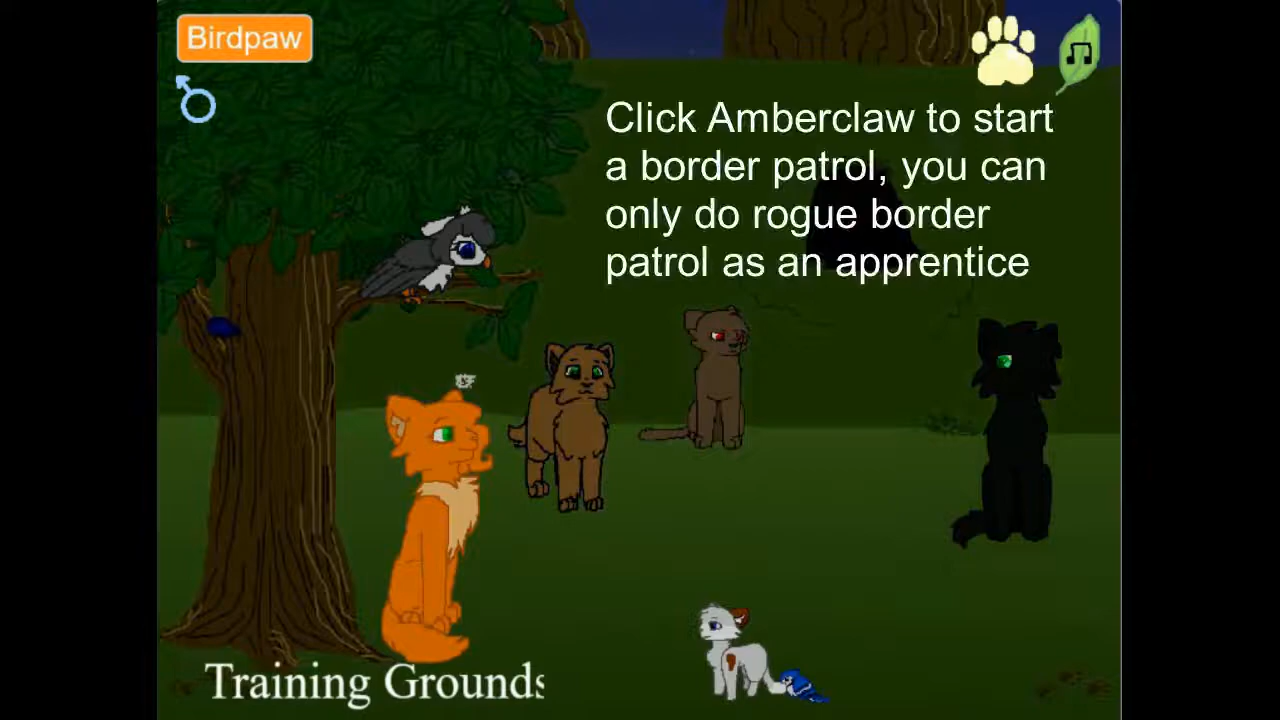 Birdpaw
Click Amberclaw to start
a border patrol, you can
only do rogue border
patrol as an apprentice
Training Grounds